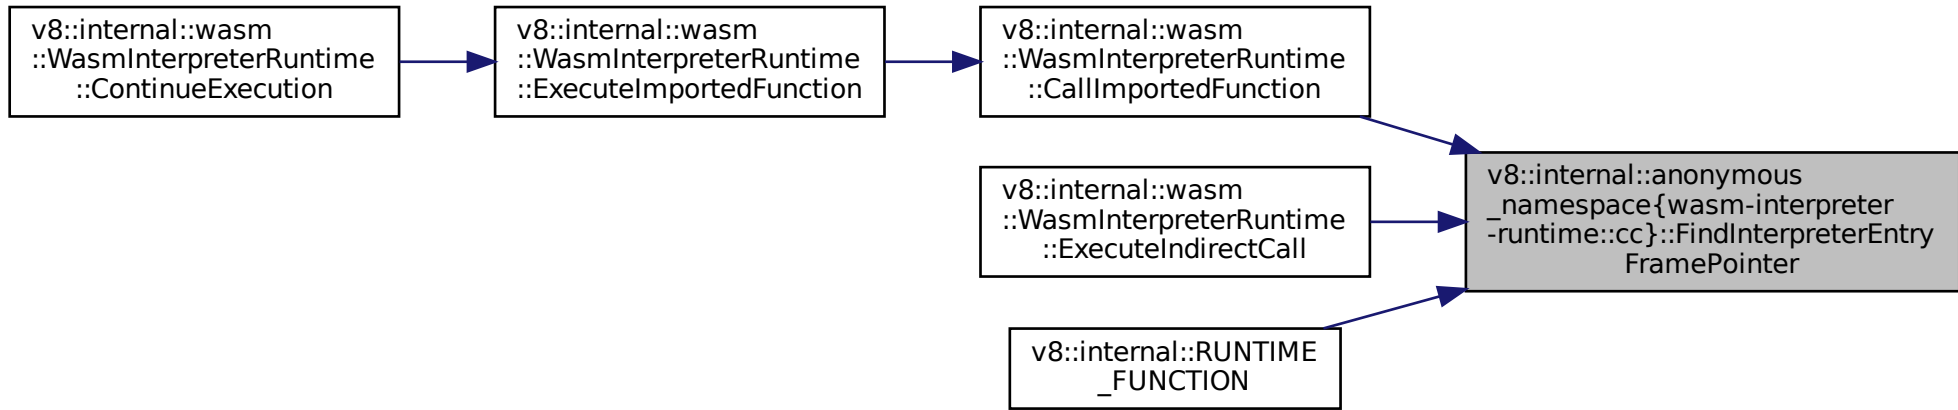 v8::internal::wasm
::WasmInterpreterRuntime
::ContinueExecution
v8::internal::wasm
::WasmInterpreterRuntime
::ExecuteImportedFunction
v8::internal::wasm
::WasmInterpreterRuntime
::CallImportedFunction
v8::internal::wasm
::WasmInterpreterRuntime
::ExecuteIndirectCall
v8::internal::RUNTIME
_FUNCTION
v8::internal::anonymous
_namespace{wasm-interpreter
-runtime::cc}::FindInterpreterEntry
FramePointer